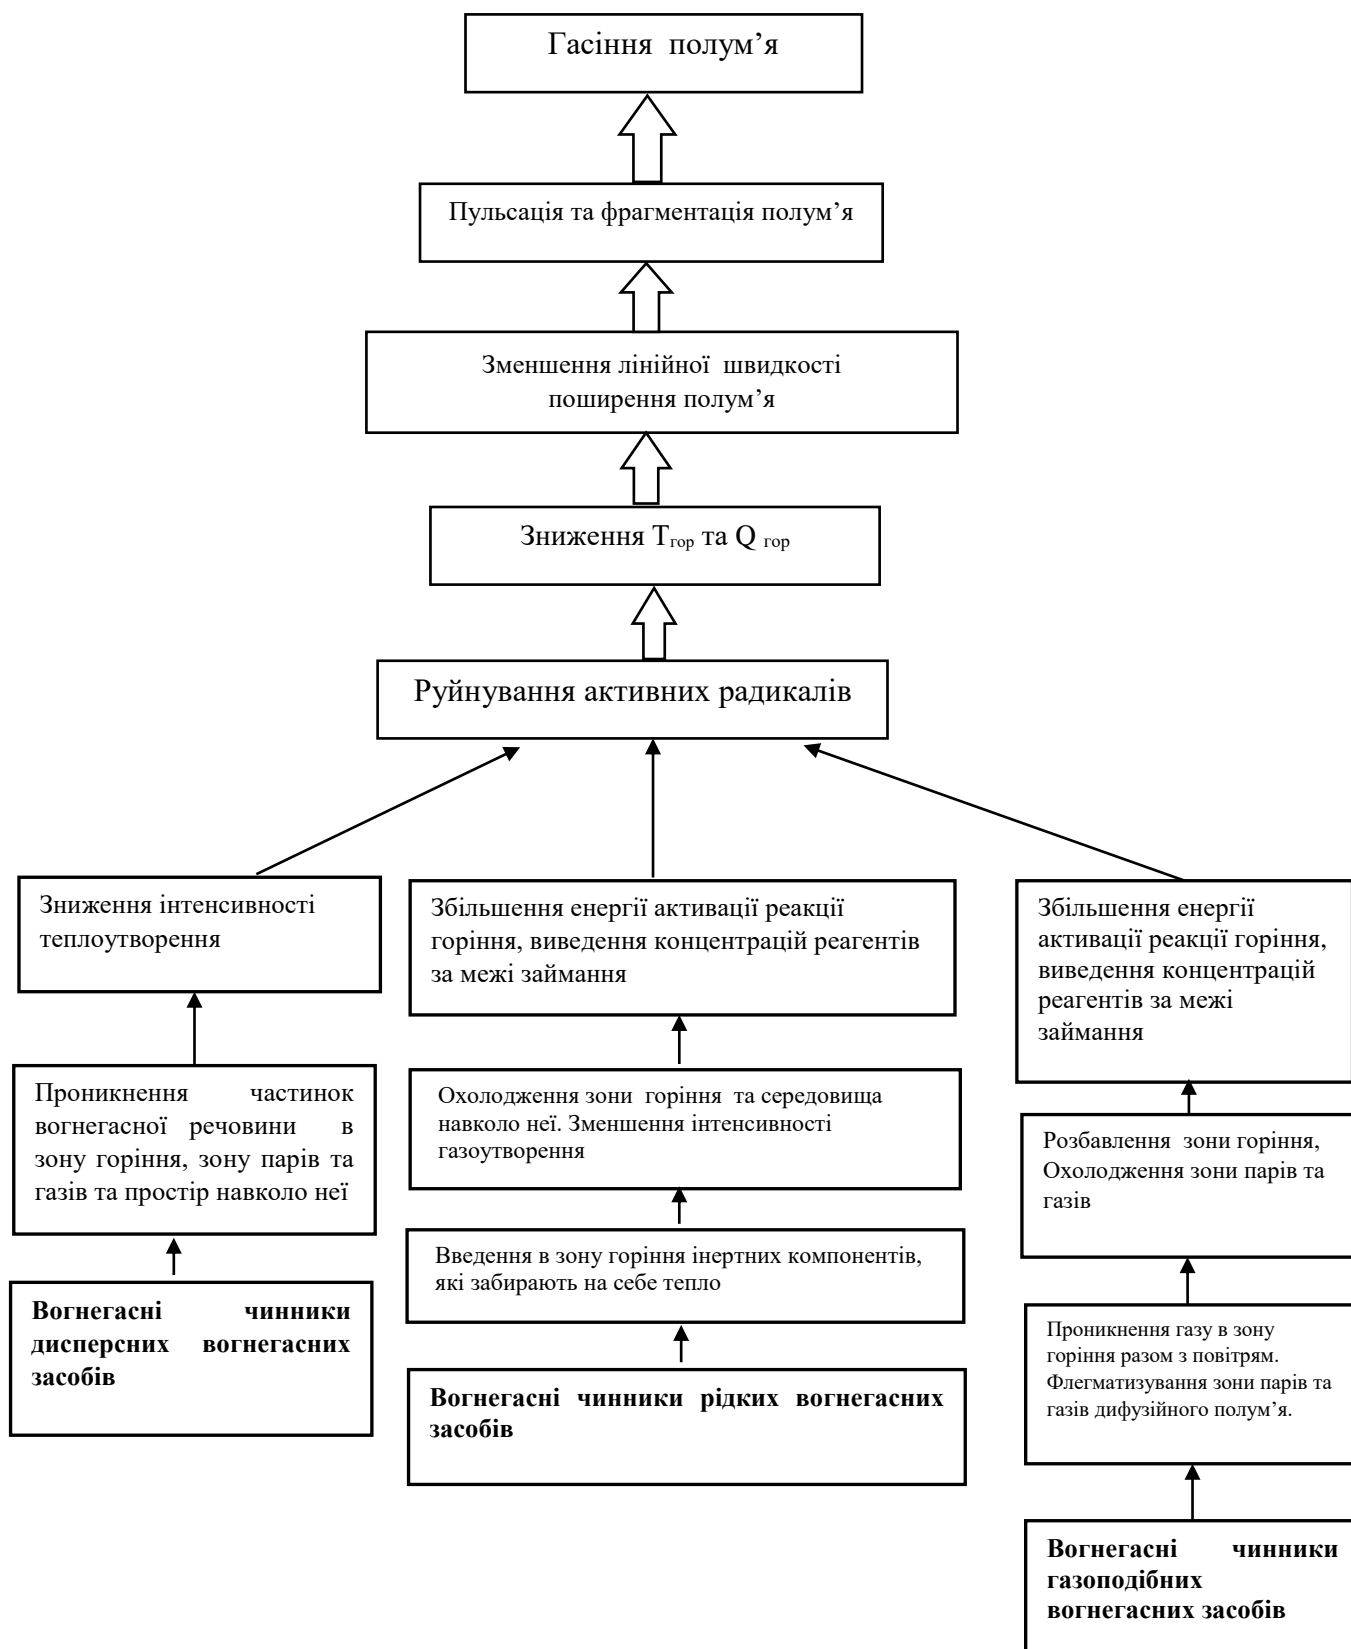 Гасіння полум’я
Пульсація та фрагментація полум’я
Зменшення лінійної швидкості
поширення полум’я
Зниження Tгор та Q гор
Руйнування активних радикалів
Зниження інтенсивності
теплоутворення
Збільшення енергії активації реакції
горіння, виведення концентрацій реагентів
за межі займання
Збільшення енергії
активації реакції горіння,
виведення концентрацій
реагентів за межі
займання
Проникнення частинок
вогнегасної речовини в
зону горіння, зону парів та
газів та простір навколо неї
Охолодження зони горіння та середовища
навколо неї. Зменшення інтенсивності
газоутворення
Розбавлення зони горіння,
Охолодження зони парів та
газів
Введення в зону горіння інертних компонентів,
які забирають на себе тепло
Вогнегасні чинники
дисперсних вогнегасних
засобів
Проникнення газу в зону
горіння разом з повітрям.
Флегматизування зони парів та
газів дифузійного полум’я.
Вогнегасні чинники рідких вогнегасних
засобів
Вогнегасні чинники
газоподібних
вогнегасних засобів